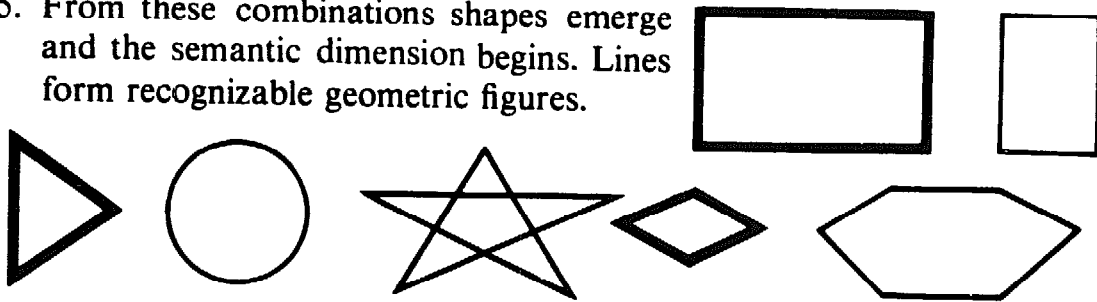 From these combinations shapes emerge
and the semantic dimension begins. Lines
form recognizable geometric figures.